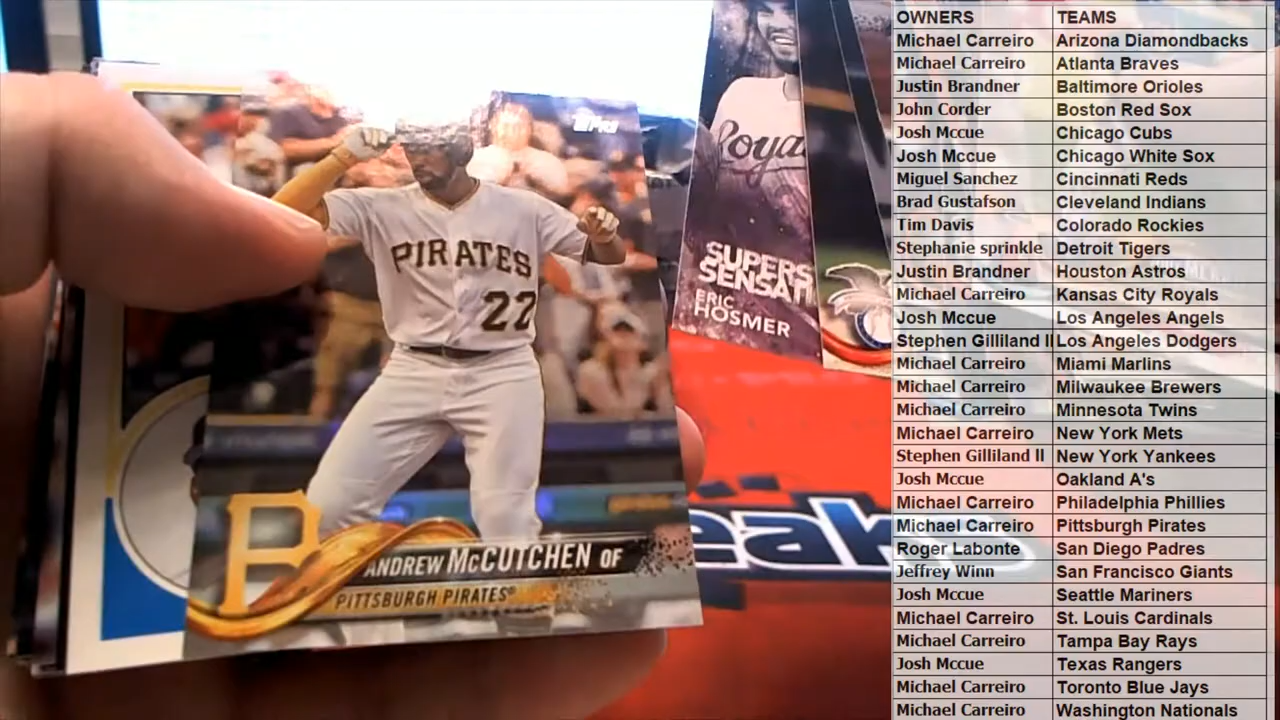 topps
PIRATES
22
P
ANDREW McCUTCHEN OF
PITTSBURGH PIRATES
Royals
SUPERS
SENSATI
ERIC
HOSMER
eaks
OWNERS TEAMS
Michael Carreiro Arizona Diamondbacks
Michael Carreiro Atlanta Braves
Justin Brandner Baltimore Orioles
John Corder Boston Red Sox
Josh Mccue Chicago Cubs
Josh Mccue Chicago White Sox
Miguel Sanchez Cincinnati Reds
Brad Gustafson Cleveland Indians
Tim Davis Colorado Rockies
Stephanie sprinkle Detroit Tigers
Justin Brandner Houston Astros
Michael Carreiro Kansas City Royals
Josh Mccue Los Angeles Angels
Stephen Gilliland II Los Angeles Dodgers
Michael Carreiro Miami Marlins
Michael Carreiro Milwaukee Brewers
Michael Carreiro Minnesota Twins
Michael Carreiro New York Mets
Stephen Gilliland II New York Yankees
Josh Mccue Oakland A's
Michael Carreiro Philadelphia Phillies
Michael Carreiro Pittsburgh Pirates
Roger Labonte San Diego Padres
Jeffrey Winn San Francisco Giants
Josh Mccue Seattle Mariners
Michael Carreiro St. Louis Cardinals
Michael Carreiro Tampa Bay Rays
Josh Mccue Texas Rangers
Michael Carreiro Toronto Blue Jays
Michael Carreiro Washington Nationals